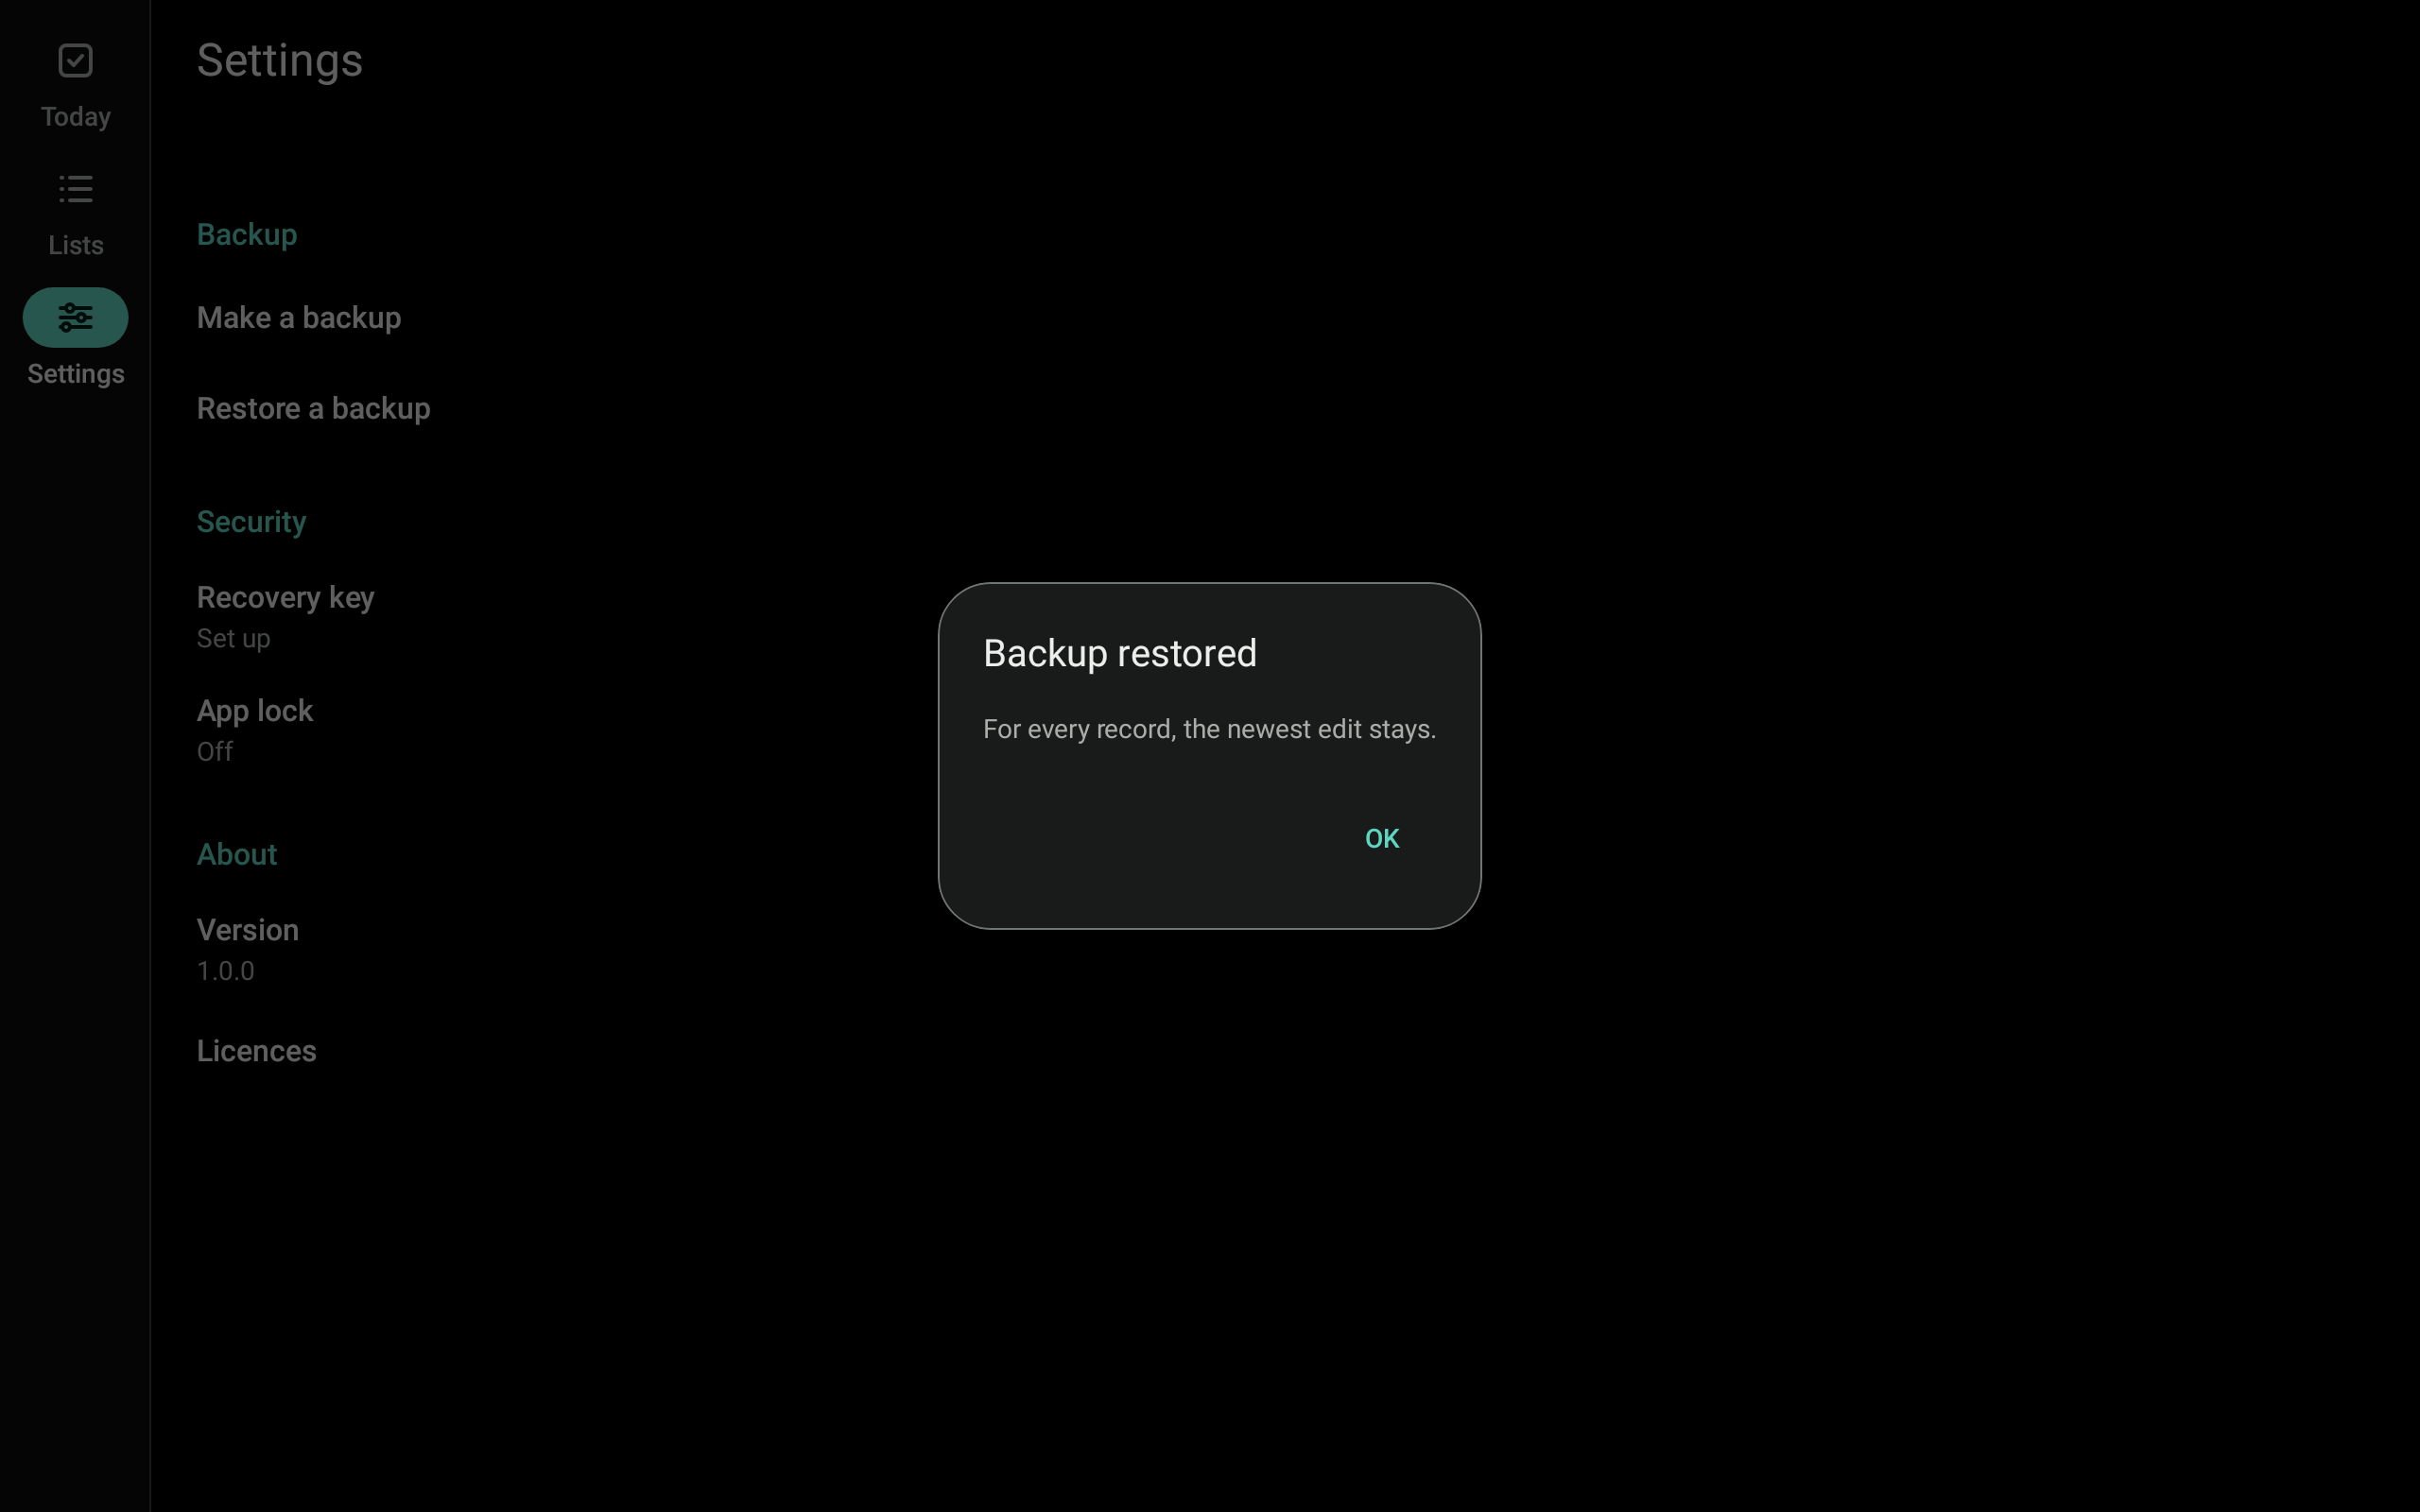 Settings
Today
Lists
Settings
Backup
Make a backup
Restore a backup
Security
Recovery key
Set up
App lock
Off
About
Version
1.0.0
Licences
Backup restored
For every record, the newest edit stays.
OK